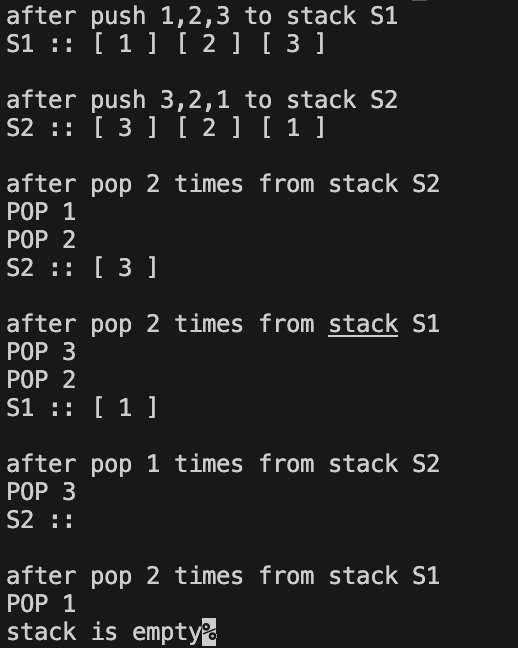 after push 1,2,3 to stack S1
S1 :: [ 1 ] [ 2 ] [ 3 ]
after push 3,2,1 to stack S2
S2 :: [ 3 ] [ 2 ] [ 1 ]
after pop 2 times from stack S2
POP 1
POP 2
S2 :: [ 3 ]
after pop 2 times from stack S1
POP 3
POP 2
S1 :: [ 1 ]
after pop 1 times from stack S2
POP 3
S2 ::
after pop 2 times from stack S1
POP 1
stack is empty%